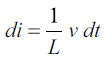 di = 1/L v dt